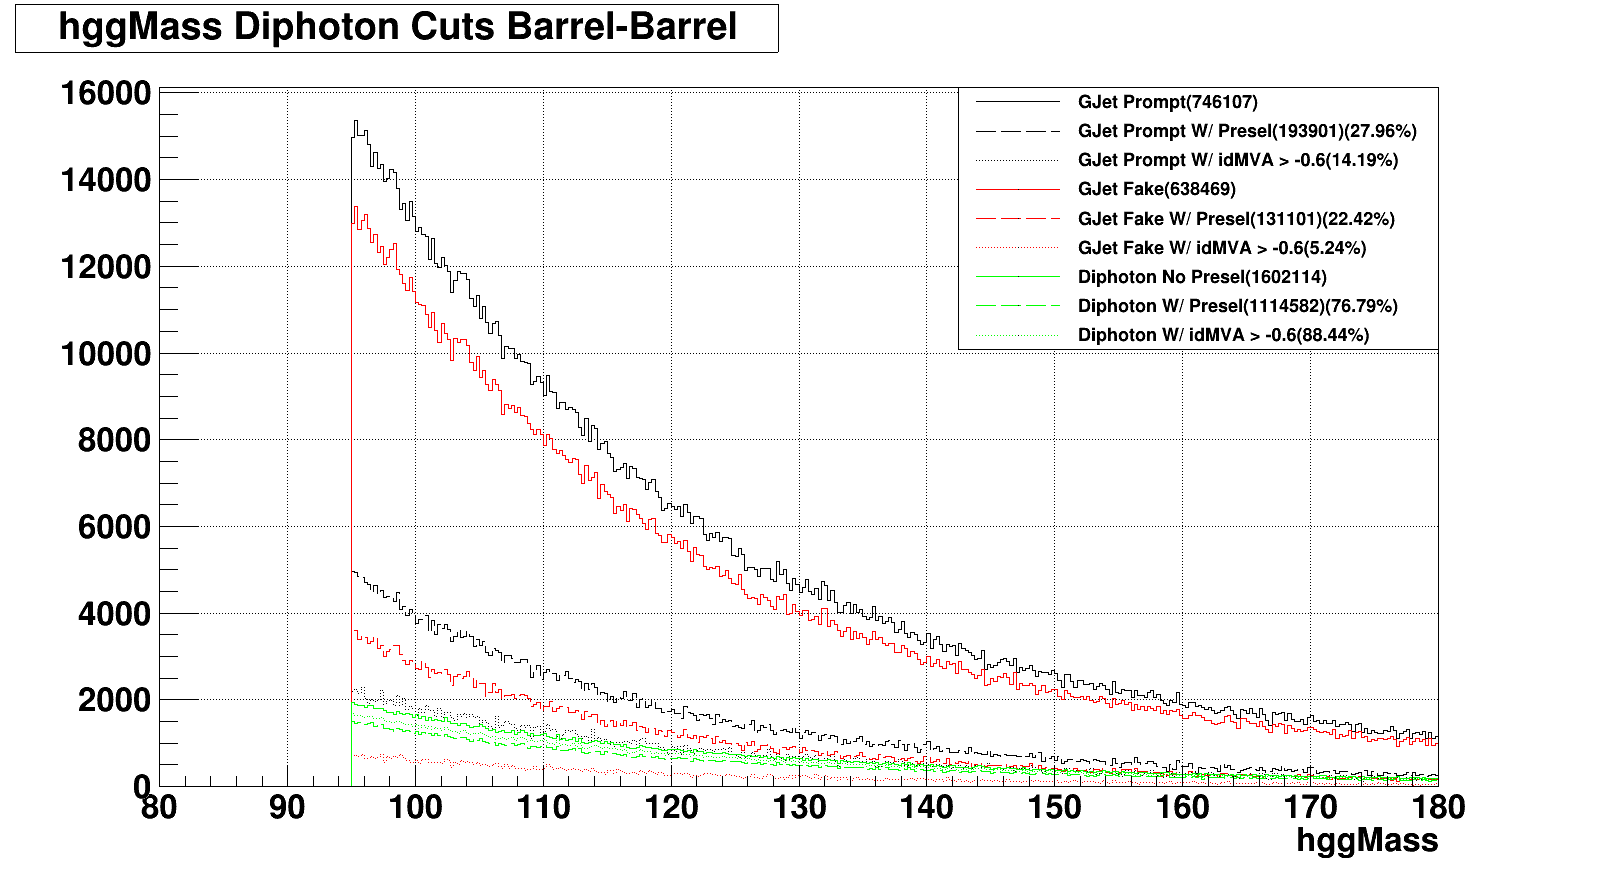 hggMass Diphoton Cuts Barrel-Barrel
16000
14000
12000
10000
8000
6000
4000
2000
0
GJet Prompt(746107)
GJet Prompt W/ Presel(193901)(27.96%)
GJet Prompt W/ idMVA > -0.6(14.19%)
GJet Fake(638469)
GJet Fake W/ Presel(131101)(22.42%)
GJet Fake W/ idMVA > -0.6(5.24%)
Diphoton No Presel(1602114)
Diphoton W/ Presel(1114582)(76.79%)
Diphoton W/ idMVA > -0.6(88.44%)
80 90 100 110 120 130 140 150 160 170 180
hggMass